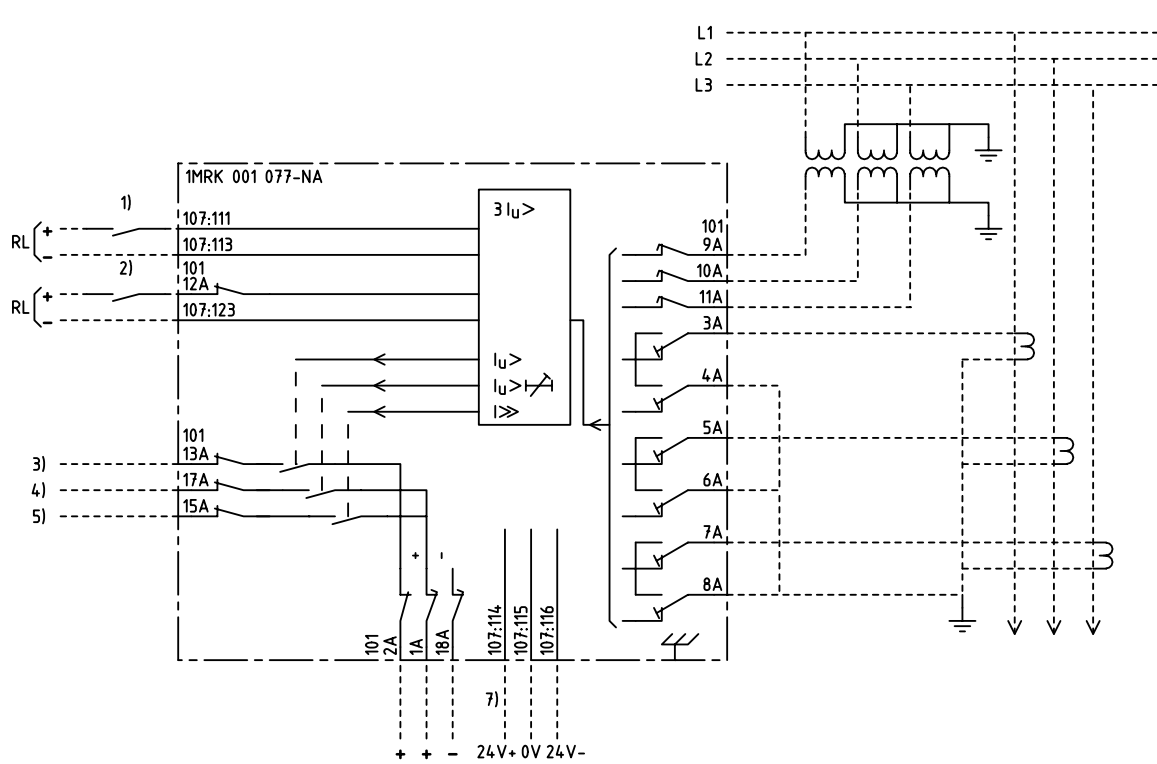 L1
L2
L3
1MRK 001 077-NA
1)
3 Iu>
RL
+
107:111
-
107:113
2)
101
RL
+
12A
-
107:123
101
9A
10A
11A
3A
Iu>
Iu>
I>>
4A
5A
6A
7A
8A
101
3) 13A
4) 17A
5) 15A
+ -
101
2A
1A
18A
107:114
107:115
107:116
7)
+ + - 24V+ 0V 24V-